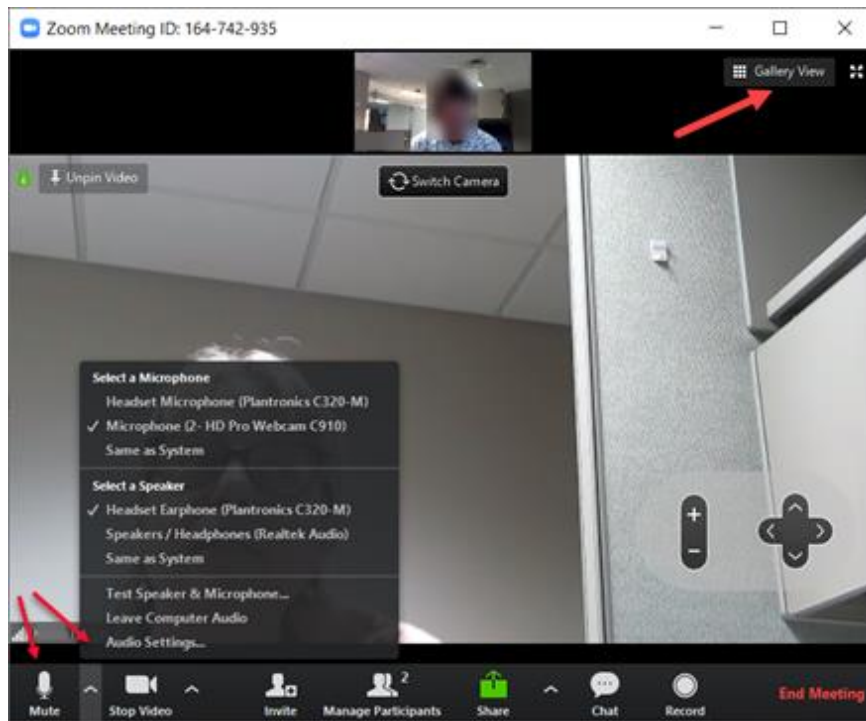 Zoom Meeting ID: 164-742-935
Gallery View
Unpin Video
Switch Camera
Select a Microphone
Headset Microphone (Plantronics C320-M)
✓ Microphone (2- HD Pro Webcam C910)
Same as System
Select a Speaker
✓ Headset Earphone (Plantronics C320-M)
Speakers / Headphones (Realtek Audio)
Same as System
Test Speaker & Microphone...
Leave Computer Audio
Audio Settings...
+
−
2
Mute Stop Video Invite Manage Participants Share Chat Record End Meeting